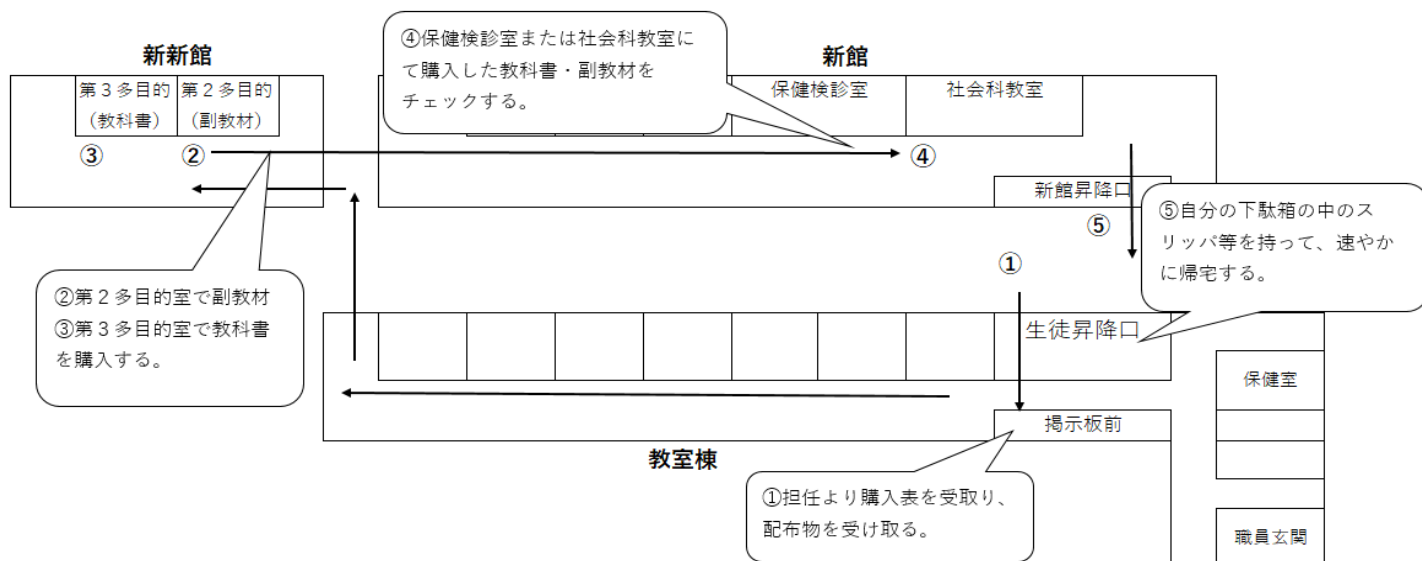 新新館
新館
④保健検診室または社会科教室に
て購入した教科書・副教材を
チェックする。
第３多目的
（教科書）
第２多目的
（副教材）
保健検診室
社会科教室
③
②
④
新館昇降口
⑤
⑤自分の下駄箱の中のス
リッパ等を持って、速やか
に帰宅する。
①
②第２多目的室で副教材
③第３多目的室で教科書
を購入する。
生徒昇降口
保健室
掲示板前
教室棟
①担任より購入表を受取り、
配布物を受け取る。
職員玄関